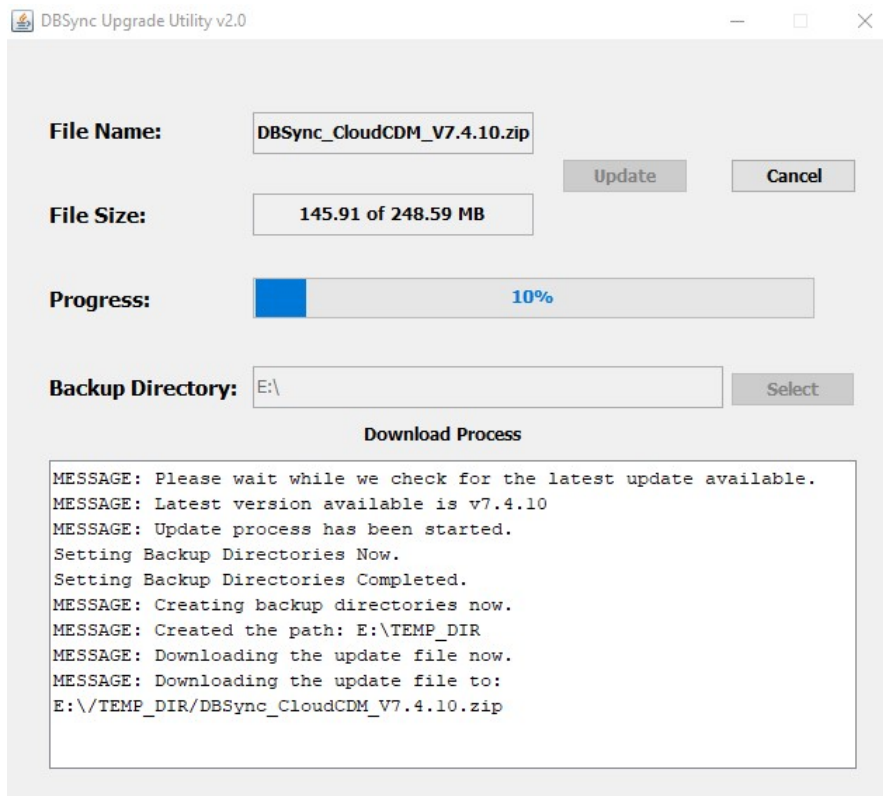 DBSync Upgrade Utility v2.0
File Name:
DBSync_CloudCDM_V7.4.10.zip
Update
Cancel
File Size:
145.91 of 248.59 MB
Progress:
10%
Backup Directory:
E:\
Select
Download Process
MESSAGE: Please wait while we check for the latest update available.
MESSAGE: Latest version available is v7.4.10
MESSAGE: Update process has been started.
Setting Backup Directories Now.
Setting Backup Directories Completed.
MESSAGE: Creating backup directories now.
MESSAGE: Created the path: E:\TEMP_DIR
MESSAGE: Downloading the update file now.
MESSAGE: Downloading the update file to:
E:\/TEMP_DIR/DBSync_CloudCDM_V7.4.10.zip